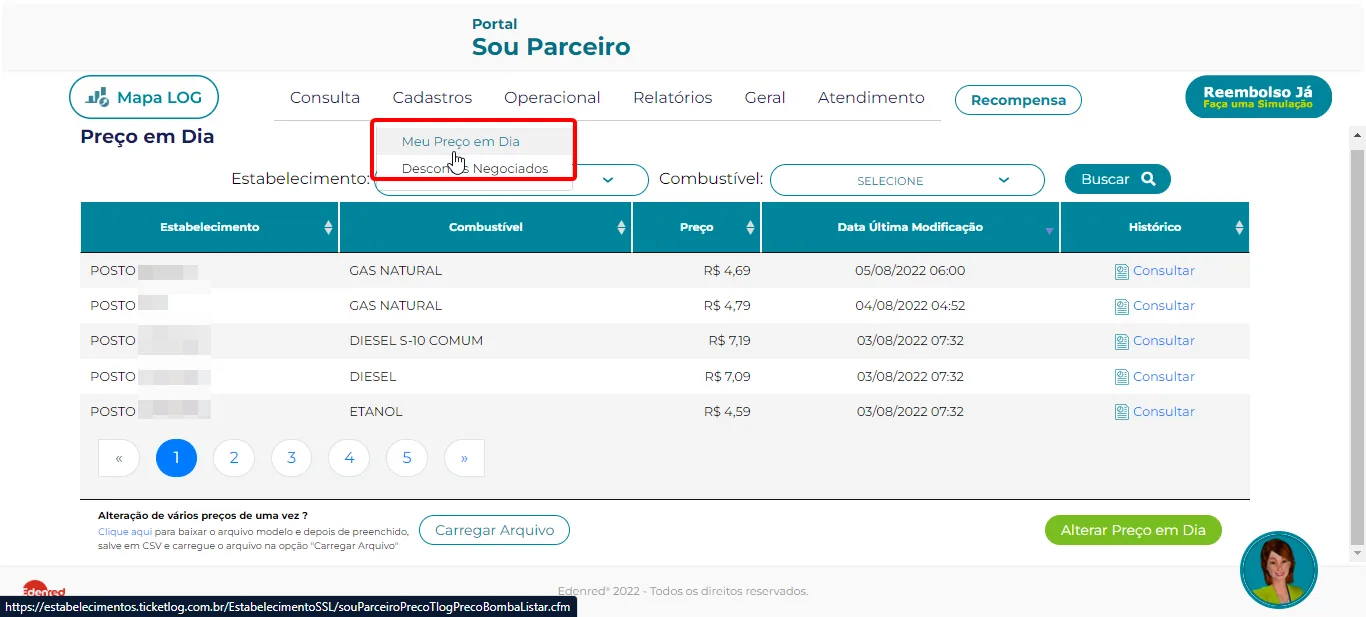 Portal
Sou Parceiro
Mapa LOG
Consulta Cadastros Operacional Relatórios Geral Atendimento
Recompensa
Reembolso Já
Faça uma Simulação
Preço em Dia
Meu Preço em Dia
Negociados
Estabelecimento:
Combustível: SELECIONE
Buscar
Estabelecimento Combustível Preço Data Última Modificação Histórico
POSTO GAS NATURAL R$ 4,69 05/08/2022 06:00 Consultar
POSTO GAS NATURAL R$ 4,79 04/08/2022 04:52 Consultar
POSTO DIESEL S-10 COMUM R$ 7,19 03/08/2022 07:32 Consultar
POSTO DIESEL R$ 7,09 03/08/2022 07:32 Consultar
POSTO ETANOL R$ 4,59 03/08/2022 07:32 Consultar
« 1 2 3 4 5 »
Alteração de vários preços de uma vez ?
Clique aqui para baixar o arquivo modelo e depois de preenchido,
salve em CSV e carregue o arquivo na opção "Carregar Arquivo"
Carregar Arquivo
Alterar Preço em Dia
Edenred
Edenred® 2022 - Todos os direitos reservados.
https://estabelecimentos.ticketlog.com.br/EstabelecimentoSSL/souParceiroPrecoTlogPrecoBombaListar.cfm